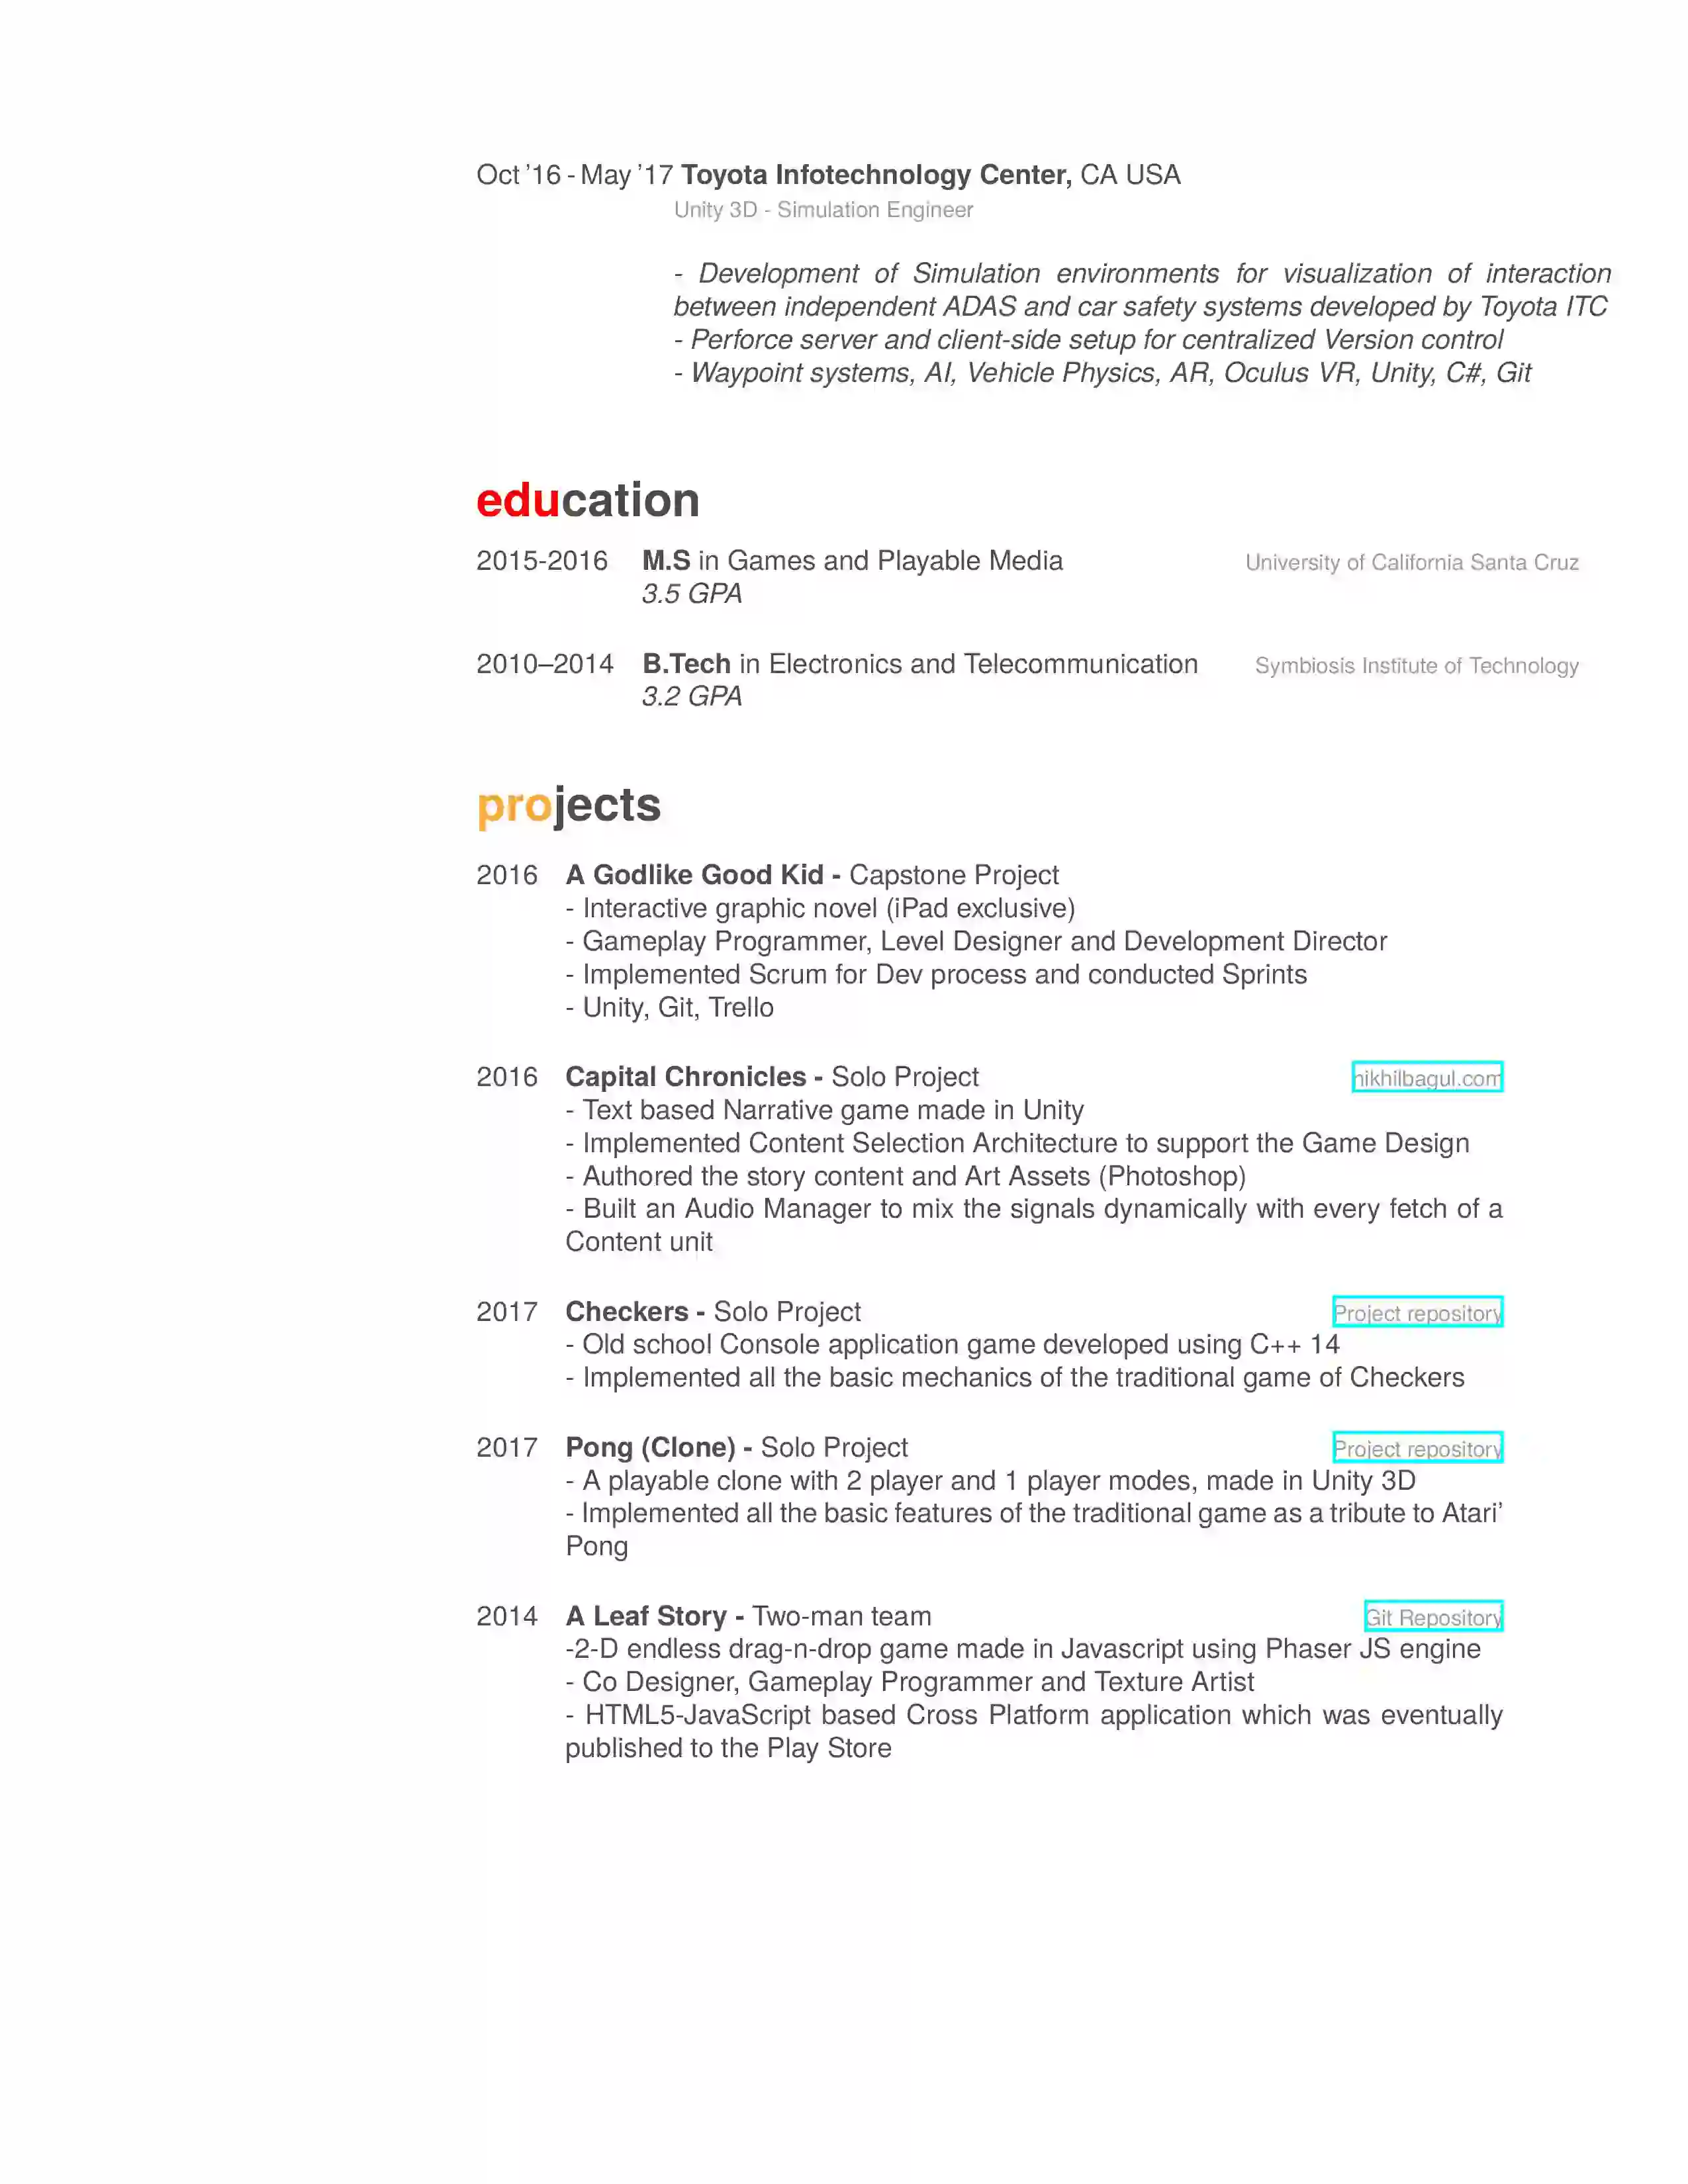 Oct '16 - May '17 Toyota Infotechnology Center, CA USA
Unity 3D - Simulation Engineer
- Development of Simulation environments for visualization of interaction
between independent ADAS and car safety systems developed by Toyota ITC
- Perforce server and client-side setup for centralized Version control
- Waypoint systems, AI, Vehicle Physics, AR, Oculus VR, Unity, C#, Git
education
2015-2016 M.S in Games and Playable Media University of California Santa Cruz
3.5 GPA
2010–2014 B.Tech in Electronics and Telecommunication Symbiosis Institute of Technology
3.2 GPA
projects
2016 A Godlike Good Kid - Capstone Project
- Interactive graphic novel (iPad exclusive)
- Gameplay Programmer, Level Designer and Development Director
- Implemented Scrum for Dev process and conducted Sprints
- Unity, Git, Trello
2016 Capital Chronicles - Solo Project nikhilbagul.com
- Text based Narrative game made in Unity
- Implemented Content Selection Architecture to support the Game Design
- Authored the story content and Art Assets (Photoshop)
- Built an Audio Manager to mix the signals dynamically with every fetch of a
Content unit
2017 Checkers - Solo Project Project repository
- Old school Console application game developed using C++ 14
- Implemented all the basic mechanics of the traditional game of Checkers
2017 Pong (Clone) - Solo Project Project repository
- A playable clone with 2 player and 1 player modes, made in Unity 3D
- Implemented all the basic features of the traditional game as a tribute to Atari'
Pong
2014 A Leaf Story - Two-man team Git Repository
-2-D endless drag-n-drop game made in Javascript using Phaser JS engine
- Co Designer, Gameplay Programmer and Texture Artist
- HTML5-JavaScript based Cross Platform application which was eventually
published to the Play Store